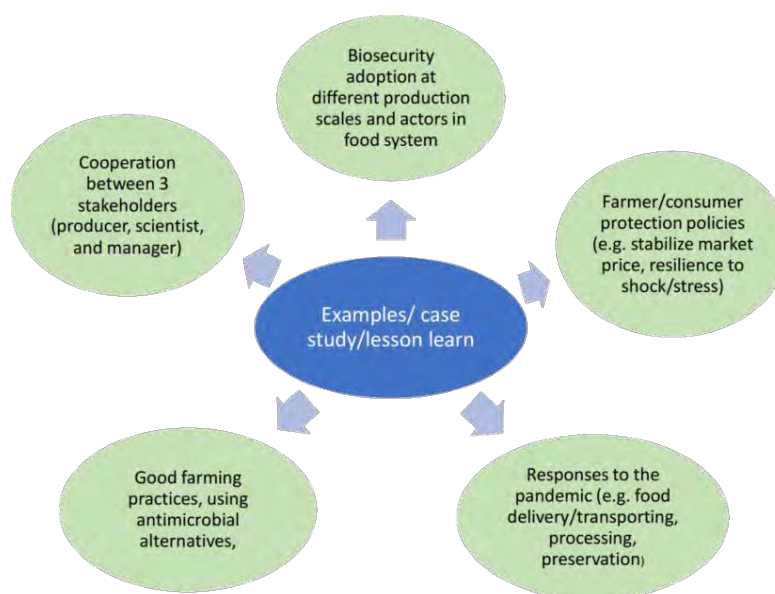 Biosecurity
adoption at
different production
scales and actors in
food system
Cooperation
between 3
stakeholders
(producer, scientist,
and manager)
Farmer/consumer
protection policies
(e.g. stabilize market
price, resilience to
shock/stress)
Examples/ case
study/lesson learn
Good farming
practices, using
antimicrobial
alternatives,
Responses to the
pandemic (e.g. food
delivery/transporting,
processing,
preservation)